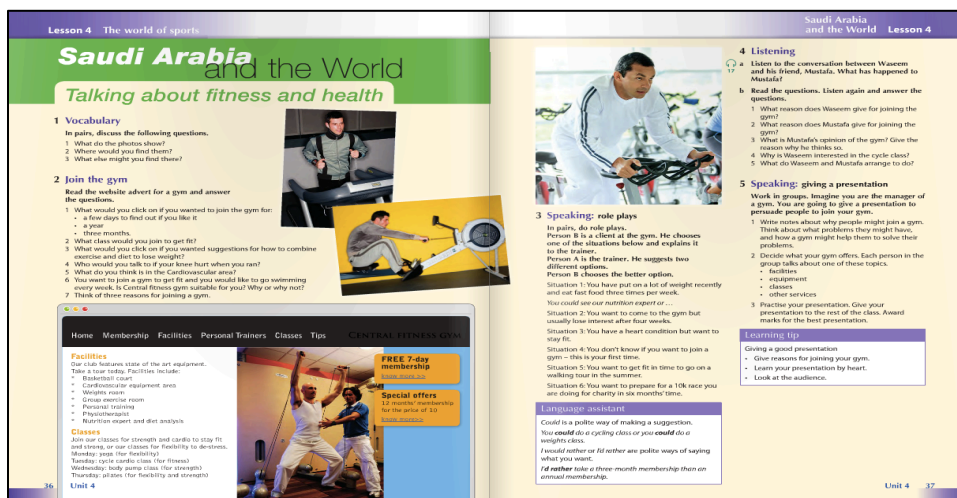 Lesson 4 The world of sports
Saudi Arabia
and the World
Talking about fitness and health
1 Vocabulary
In pairs, discuss the following questions.
1 What do the photos show?
2 Where would you find them?
3 What else might you find there?
2 Join the gym
Read the website advert for a gym and answer
the questions.
1 What would you click on if you wanted to join the gym for:
• a few days to find out if you like it
• a year
• three months.
2 What class would you join to get fit?
3 What would you click on if you wanted suggestions for how to combine
exercise and diet to lose weight?
4 Who would you talk to if your knee hurt when you ran?
5 What do you think is in the Cardiovascular area?
6 You want to join a gym to get fit and you would like to go swimming
every week. Is Central fitness gym suitable for you? Why or why not?
7 Think of three reasons for joining a gym.
Home Membership Facilities Personal Trainers Classes Tips CENTRAL FITNESS GYM
Facilities
Our club features state of the art equipment.
Take a tour today. Facilities include:
* Basketball court
* Cardiovascular equipment area
* Weights room
* Group exercise room
* Personal training
* Physiotherapist
* Nutrition expert and diet analysis
Classes
Join our classes for strength and cardio to stay fit
and strong, or our classes for flexibility to de-stress.
Monday: yoga (for flexibility)
Tuesday: cycle cardio class (for fitness)
Wednesday: body pump class (for strength)
Thursday: pilates (for flexibility and strength)
FREE 7-day
membership
know more >>
Special offers
12 months' membership
for the price of 10
know more>>
36 Unit 4
Saudi Arabia
and the World Lesson 4
3 Speaking: role plays
In pairs, do role plays.
Person B is a client at the gym. He chooses
one of the situations below and explains it
to the trainer.
Person A is the trainer. He suggests two
different options.
Person B chooses the better option.
Situation 1: You have put on a lot of weight recently
and eat fast food three times per week.
You could see our nutrition expert or …
Situation 2: You want to come to the gym but
usually lose interest after four weeks.
Situation 3: You have a heart condition but want to
stay fit.
Situation 4: You don't know if you want to join a
gym – this is your first time.
Situation 5: You want to get fit in time to go on a
walking tour in the summer.
Situation 6: You want to prepare for a 10k race you
are doing for charity in six months' time.
Language assistant
Could is a polite way of making a suggestion.
You could do a cycling class or you could do a
weights class.
I would rather or I'd rather are polite ways of saying
what you want.
I'd rather take a three-month membership than an
annual membership.
4 Listening
17 a Listen to the conversation between Waseem
and his friend, Mustafa. What has happened to
Mustafa?
b Read the questions. Listen again and answer the
questions.
1 What reason does Waseem give for joining the
gym?
2 What reason does Mustafa give for joining the
gym?
3 What is Mustafa's opinion of the gym? Give the
reason why he thinks so.
4 Why is Waseem interested in the cycle class?
5 What do Waseem and Mustafa arrange to do?
5 Speaking: giving a presentation
Work in groups. Imagine you are the manager of
a gym. You are going to give a presentation to
persuade people to join your gym.
1 Write notes about why people might join a gym.
Think about what problems they might have,
and how a gym might help them to solve their
problems.
2 Decide what your gym offers. Each person in the
group talks about one of these topics.
• facilities
• equipment
• classes
• other services
3 Practise your presentation. Give your
presentation to the rest of the class. Award
marks for the best presentation.
Learning tip
Giving a good presentation
• Give reasons for joining your gym.
• Learn your presentation by heart.
• Look at the audience.
Unit 4 37